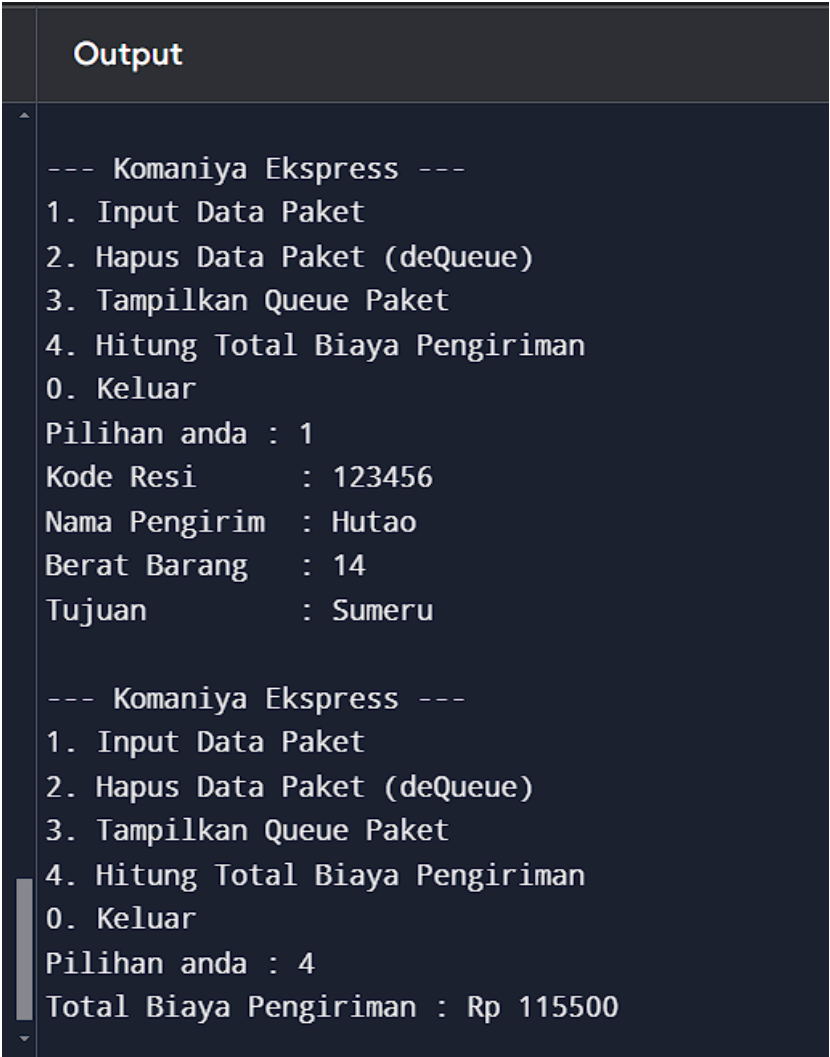 Output
--- Komaniya Ekspress ---
1. Input Data Paket
2. Hapus Data Paket (deQueue)
3. Tampilkan Queue Paket
4. Hitung Total Biaya Pengiriman
0. Keluar
Pilihan anda : 1
Kode Resi      : 123456
Nama Pengirim  : Hutao
Berat Barang   : 14
Tujuan         : Sumeru
--- Komaniya Ekspress ---
1. Input Data Paket
2. Hapus Data Paket (deQueue)
3. Tampilkan Queue Paket
4. Hitung Total Biaya Pengiriman
0. Keluar
Pilihan anda : 4
Total Biaya Pengiriman : Rp 115500